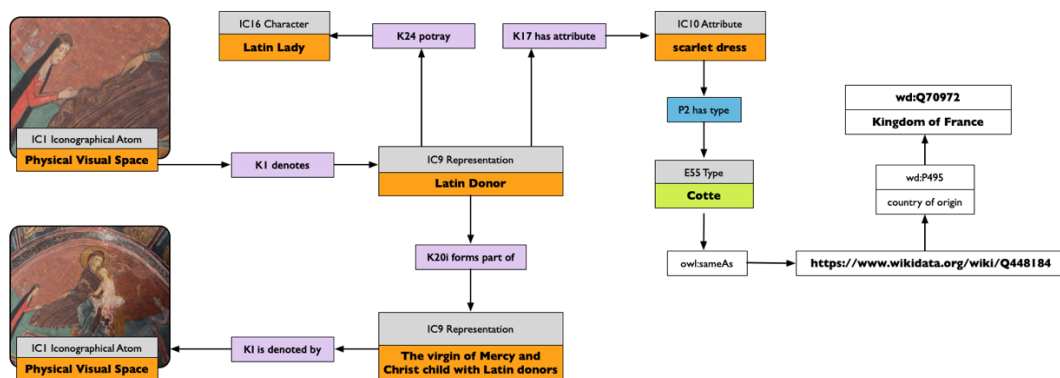 IC16 Character
Latin Lady
K24 potray
K17 has attribute
IC10 Attribute
scarlet dress
P2 has type
wd:Q70972
Kingdom of France
IC1 Iconographical Atom
Physical Visual Space
K1 denotes
IC9 Representation
Latin Donor
E55 Type
Cotte
wd:P495
country of origin
K20i forms part of
owl:sameAs
https://www.wikidata.org/wiki/Q448184
IC1 Iconographical Atom
Physical Visual Space
K1 is denoted by
IC9 Representation
The virgin of Mercy and
Christ child with Latin donors